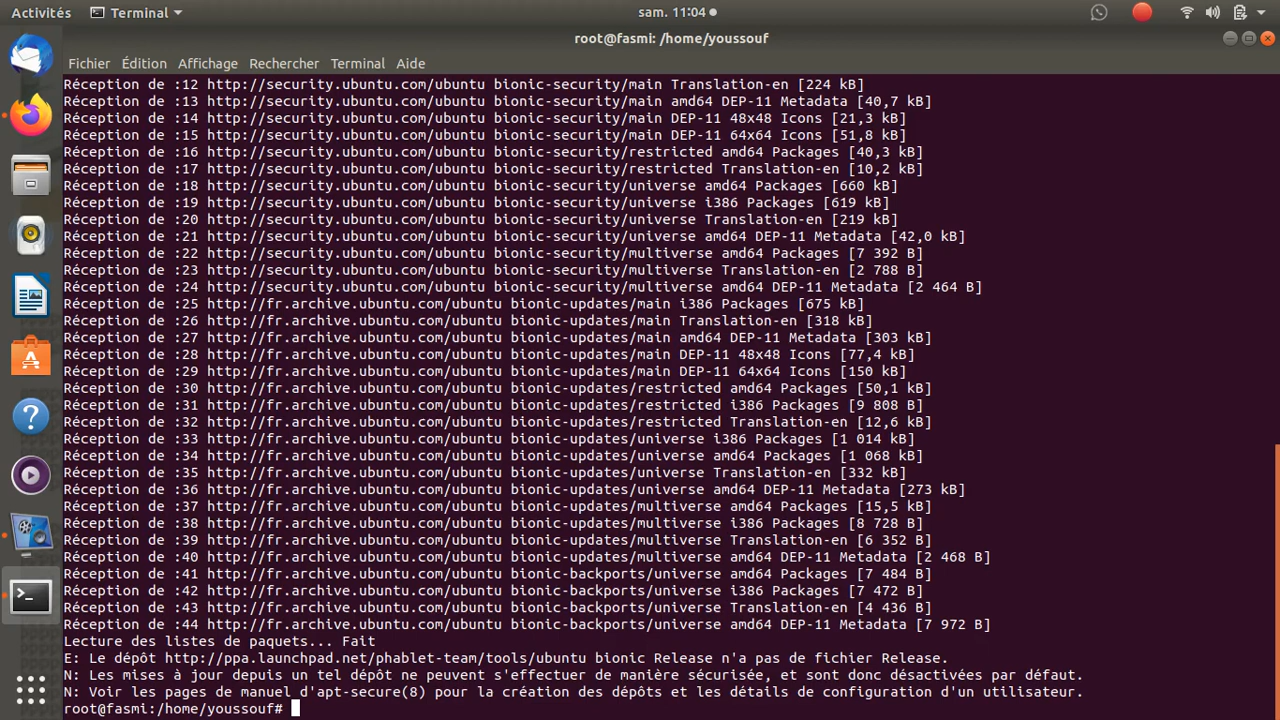 Activités
Terminal
sam. 11:04
root@fasmi: /home/youssouf
Fichier Édition Affichage Rechercher Terminal Aide
Réception de :12 http://security.ubuntu.com/ubuntu bionic-security/main Translation-en [224 kB]
Réception de :13 http://security.ubuntu.com/ubuntu bionic-security/main amd64 DEP-11 Metadata [40,7 kB]
Réception de :14 http://security.ubuntu.com/ubuntu bionic-security/main DEP-11 48x48 Icons [21,3 kB]
Réception de :15 http://security.ubuntu.com/ubuntu bionic-security/main DEP-11 64x64 Icons [51,8 kB]
Réception de :16 http://security.ubuntu.com/ubuntu bionic-security/restricted amd64 Packages [40,3 kB]
Réception de :17 http://security.ubuntu.com/ubuntu bionic-security/restricted Translation-en [10,2 kB]
Réception de :18 http://security.ubuntu.com/ubuntu bionic-security/universe amd64 Packages [660 kB]
Réception de :19 http://security.ubuntu.com/ubuntu bionic-security/universe i386 Packages [619 kB]
Réception de :20 http://security.ubuntu.com/ubuntu bionic-security/universe Translation-en [219 kB]
Réception de :21 http://security.ubuntu.com/ubuntu bionic-security/universe amd64 DEP-11 Metadata [42,0 kB]
Réception de :22 http://security.ubuntu.com/ubuntu bionic-security/multiverse amd64 Packages [7 392 B]
Réception de :23 http://security.ubuntu.com/ubuntu bionic-security/multiverse Translation-en [2 788 B]
Réception de :24 http://security.ubuntu.com/ubuntu bionic-security/multiverse amd64 DEP-11 Metadata [2 464 B]
Réception de :25 http://fr.archive.ubuntu.com/ubuntu bionic-updates/main i386 Packages [675 kB]
Réception de :26 http://fr.archive.ubuntu.com/ubuntu bionic-updates/main Translation-en [318 kB]
Réception de :27 http://fr.archive.ubuntu.com/ubuntu bionic-updates/main amd64 DEP-11 Metadata [303 kB]
Réception de :28 http://fr.archive.ubuntu.com/ubuntu bionic-updates/main DEP-11 48x48 Icons [77,4 kB]
Réception de :29 http://fr.archive.ubuntu.com/ubuntu bionic-updates/main DEP-11 64x64 Icons [150 kB]
Réception de :30 http://fr.archive.ubuntu.com/ubuntu bionic-updates/restricted amd64 Packages [50,1 kB]
Réception de :31 http://fr.archive.ubuntu.com/ubuntu bionic-updates/restricted i386 Packages [9 808 B]
Réception de :32 http://fr.archive.ubuntu.com/ubuntu bionic-updates/restricted Translation-en [12,6 kB]
Réception de :33 http://fr.archive.ubuntu.com/ubuntu bionic-updates/universe i386 Packages [1 014 kB]
Réception de :34 http://fr.archive.ubuntu.com/ubuntu bionic-updates/universe amd64 Packages [1 068 kB]
Réception de :35 http://fr.archive.ubuntu.com/ubuntu bionic-updates/universe Translation-en [332 kB]
Réception de :36 http://fr.archive.ubuntu.com/ubuntu bionic-updates/universe amd64 DEP-11 Metadata [273 kB]
Réception de :37 http://fr.archive.ubuntu.com/ubuntu bionic-updates/multiverse amd64 Packages [15,5 kB]
Réception de :38 http://fr.archive.ubuntu.com/ubuntu bionic-updates/multiverse i386 Packages [8 728 B]
Réception de :39 http://fr.archive.ubuntu.com/ubuntu bionic-updates/multiverse Translation-en [6 352 B]
Réception de :40 http://fr.archive.ubuntu.com/ubuntu bionic-updates/multiverse amd64 DEP-11 Metadata [2 468 B]
Réception de :41 http://fr.archive.ubuntu.com/ubuntu bionic-backports/universe amd64 Packages [7 484 B]
Réception de :42 http://fr.archive.ubuntu.com/ubuntu bionic-backports/universe i386 Packages [7 472 B]
Réception de :43 http://fr.archive.ubuntu.com/ubuntu bionic-backports/universe Translation-en [4 436 B]
Réception de :44 http://fr.archive.ubuntu.com/ubuntu bionic-backports/universe amd64 DEP-11 Metadata [7 972 B]
Lecture des listes de paquets... Fait
E: Le dépôt http://ppa.launchpad.net/phablet-team/tools/ubuntu bionic Release n'a pas de fichier Release.
N: Les mises à jour depuis un tel dépôt ne peuvent s'effectuer de manière sécurisée, et sont donc désactivées par défaut.
N: Voir les pages de manuel d'apt-secure(8) pour la création des dépôts et les détails de configuration d'un utilisateur.
root@fasmi:/home/youssouf#